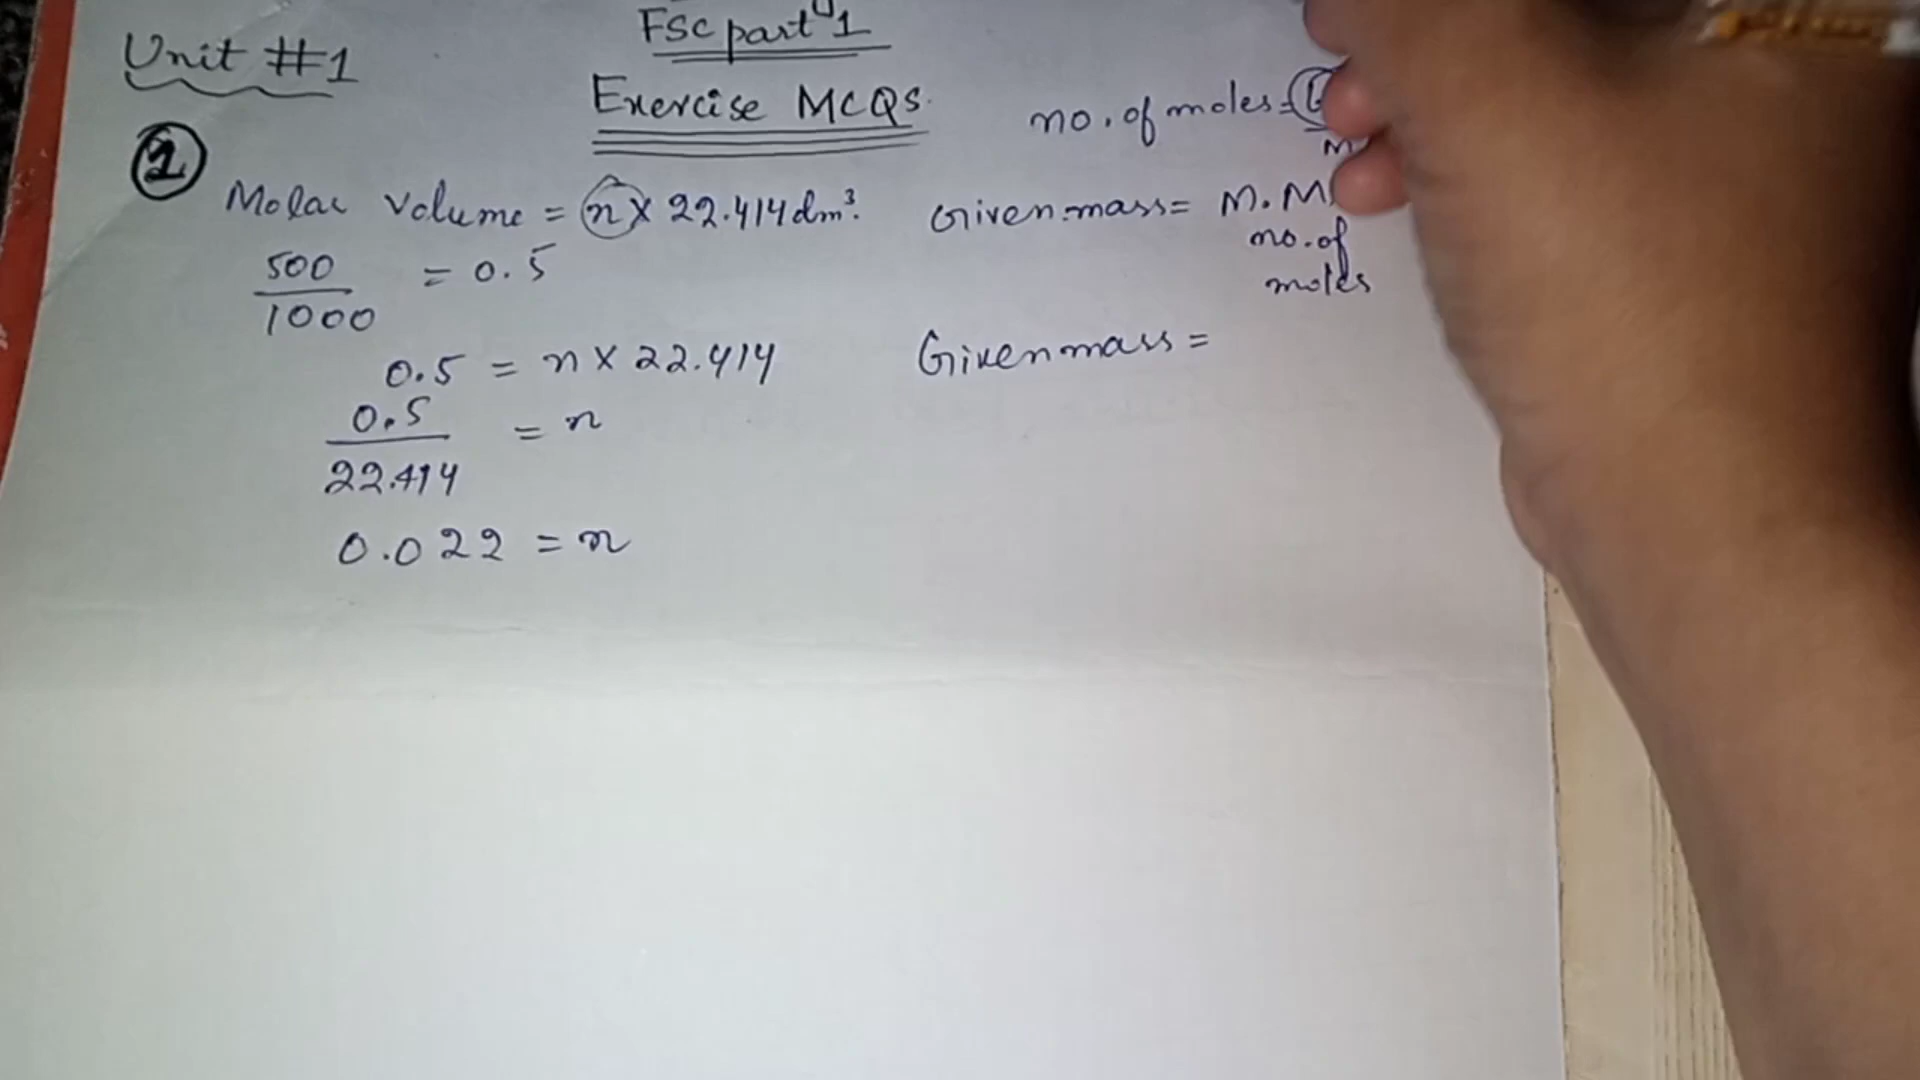 FSc part 1
Unit #1
Exercise MCQs.
1
Molar Volume = n x 22.414 dm³.
500
1000
= 0.5
0.5 = n x 22.414
0.5
22.414
= n
0.022 = n
no. of moles =
Given mass = M.M
no. of
moles
Given mass =